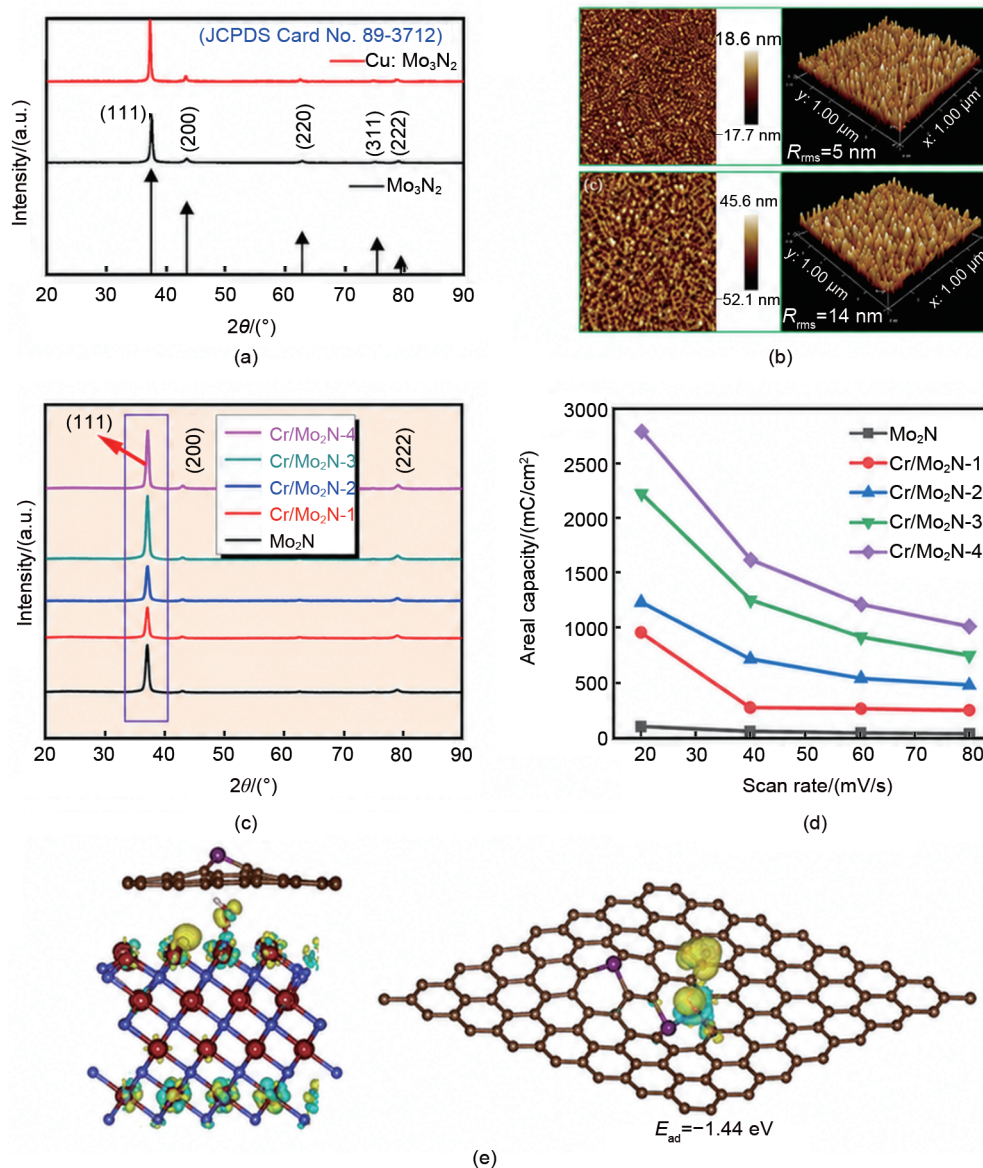 (JCPDS Card No. 89-3712)
Cu: Mo₃N₂
(111)
(200)
(220)
(311)
(222)
Mo₃N₂
Intensity/(a.u.)
20 30 40 50 60 70 80 90
2θ/(°)
(a)
18.6 nm
−17.7 nm
y: 1.00 μm
x: 1.00 μm
Rrms=5 nm
(c)
45.6 nm
−52.1 nm
y: 1.00 μm
x: 1.00 μm
Rrms=14 nm
(b)
(111)
(200)
(222)
Cr/Mo₂N-4
Cr/Mo₂N-3
Cr/Mo₂N-2
Cr/Mo₂N-1
Mo₂N
Intensity/(a.u.)
20 30 40 50 60 70 80 90
2θ/(°)
(c)
3000
2500
2000
1500
1000
500
0
Areal capacity/(mC/cm²)
Mo₂N
Cr/Mo₂N-1
Cr/Mo₂N-2
Cr/Mo₂N-3
Cr/Mo₂N-4
20 30 40 50 60 70 80
Scan rate/(mV/s)
(d)
Ead=−1.44 eV
(e)